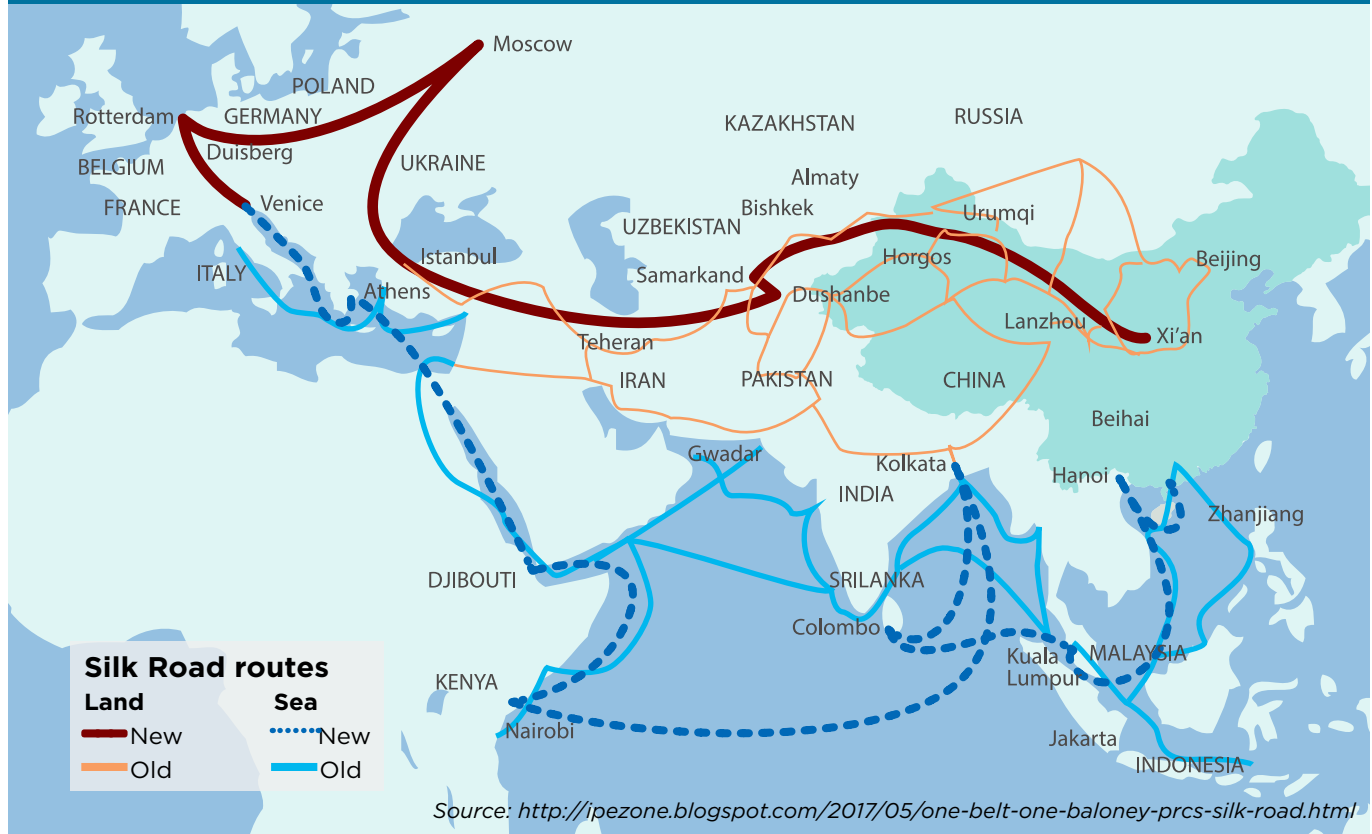 Moscow
POLAND
Rotterdam
GERMANY
KAZAKHSTAN
RUSSIA
Duisberg
BELGIUM
UKRAINE
Almaty
FRANCE
Venice
Bishkek
Urumqi
UZBEKISTAN
Istanbul
Horgos
Beijing
ITALY
Samarkand
Athens
Dushanbe
Lanzhou
Teheran
Xi'an
IRAN
PAKISTAN
CHINA
Beihai
Gwadar
Kolkata
Hanoi
INDIA
Zhanjiang
DJIBOUTI
SRILANKA
Colombo
Kuala
Lumpui
MALAYSIA
KENYA
Nairobi
Jakarta
INDONESIA
Silk Road routes
Land Sea
New New
Old Old
Source: http://ipezone.blogspot.com/2017/05/one-belt-one-baloney-prcs-silk-road.html